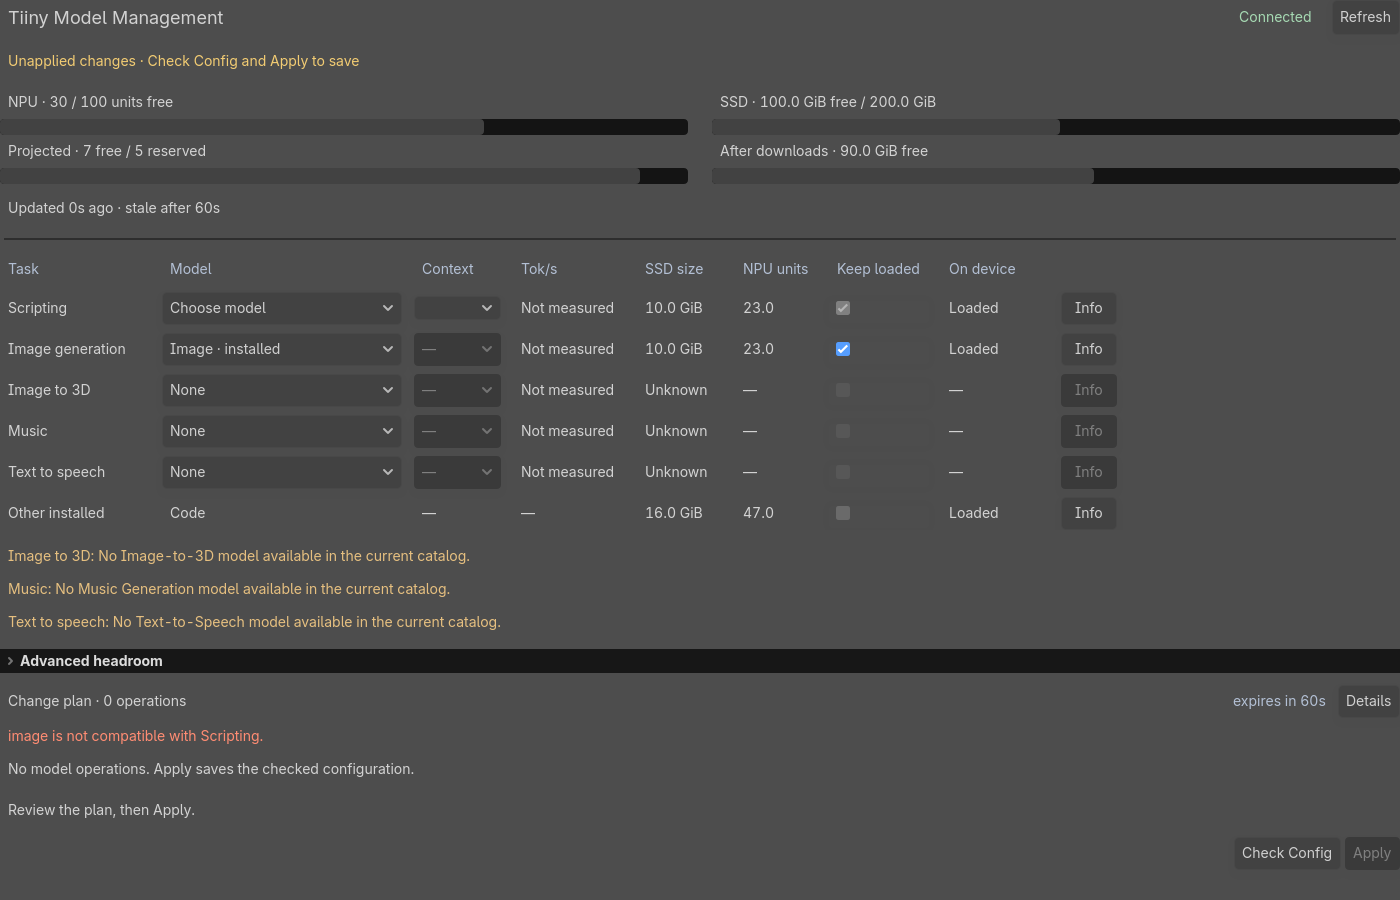 Tiiny Model Management
Connected
Refresh
Unapplied changes · Check Config and Apply to save
NPU · 30 / 100 units free
SSD · 100.0 GiB free / 200.0 GiB
Projected · 7 free / 5 reserved
After downloads · 90.0 GiB free
Updated 0s ago · stale after 60s
Task Model Context Tok/s SSD size NPU units Keep loaded On device
Scripting Choose model Not measured 10.0 GiB 23.0 Loaded Info
Image generation Image · installed — Not measured 10.0 GiB 23.0 Loaded Info
Image to 3D None — Not measured Unknown — — Info
Music None — Not measured Unknown — — Info
Text to speech None — Not measured Unknown — — Info
Other installed Code — — 16.0 GiB 47.0 Loaded Info
Image to 3D: No Image-to-3D model available in the current catalog.
Music: No Music Generation model available in the current catalog.
Text to speech: No Text-to-Speech model available in the current catalog.
Advanced headroom
Change plan · 0 operations
expires in 60s
Details
image is not compatible with Scripting.
No model operations. Apply saves the checked configuration.
Review the plan, then Apply.
Check Config
Apply